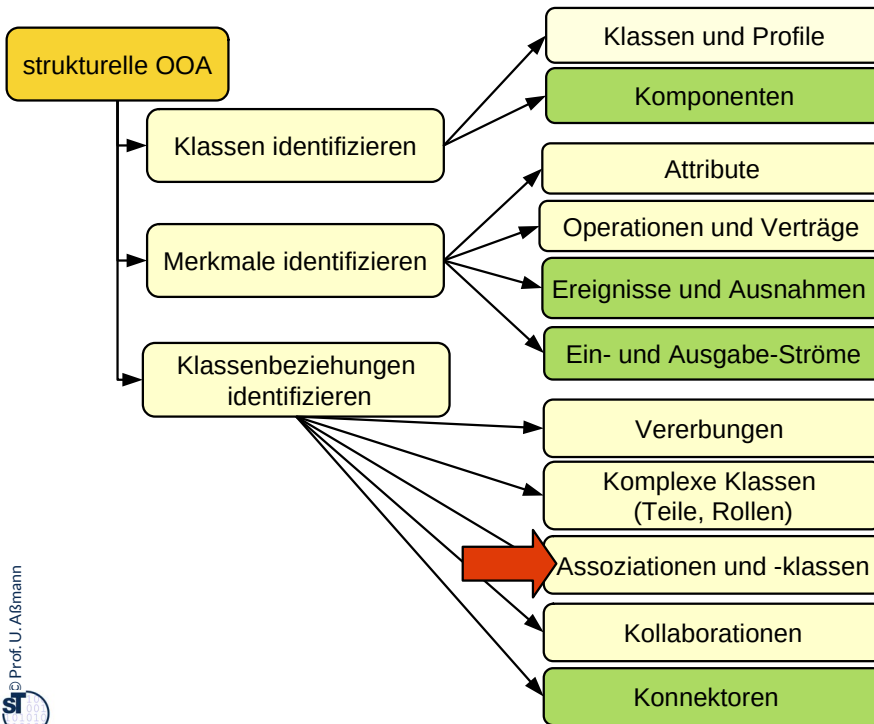 strukturelle OOA
Klassen identifizieren
Klassen und Profile
Komponenten
Merkmale identifizieren
Attribute
Operationen und Verträge
Ereignisse und Ausnahmen
Ein- und Ausgabe-Ströme
Klassenbeziehungen
identifizieren
Vererbungen
Komplexe Klassen
(Teile, Rollen)
Assoziationen und -klassen
Kollaborationen
Konnektoren
© Prof. U. Aßmann
ST